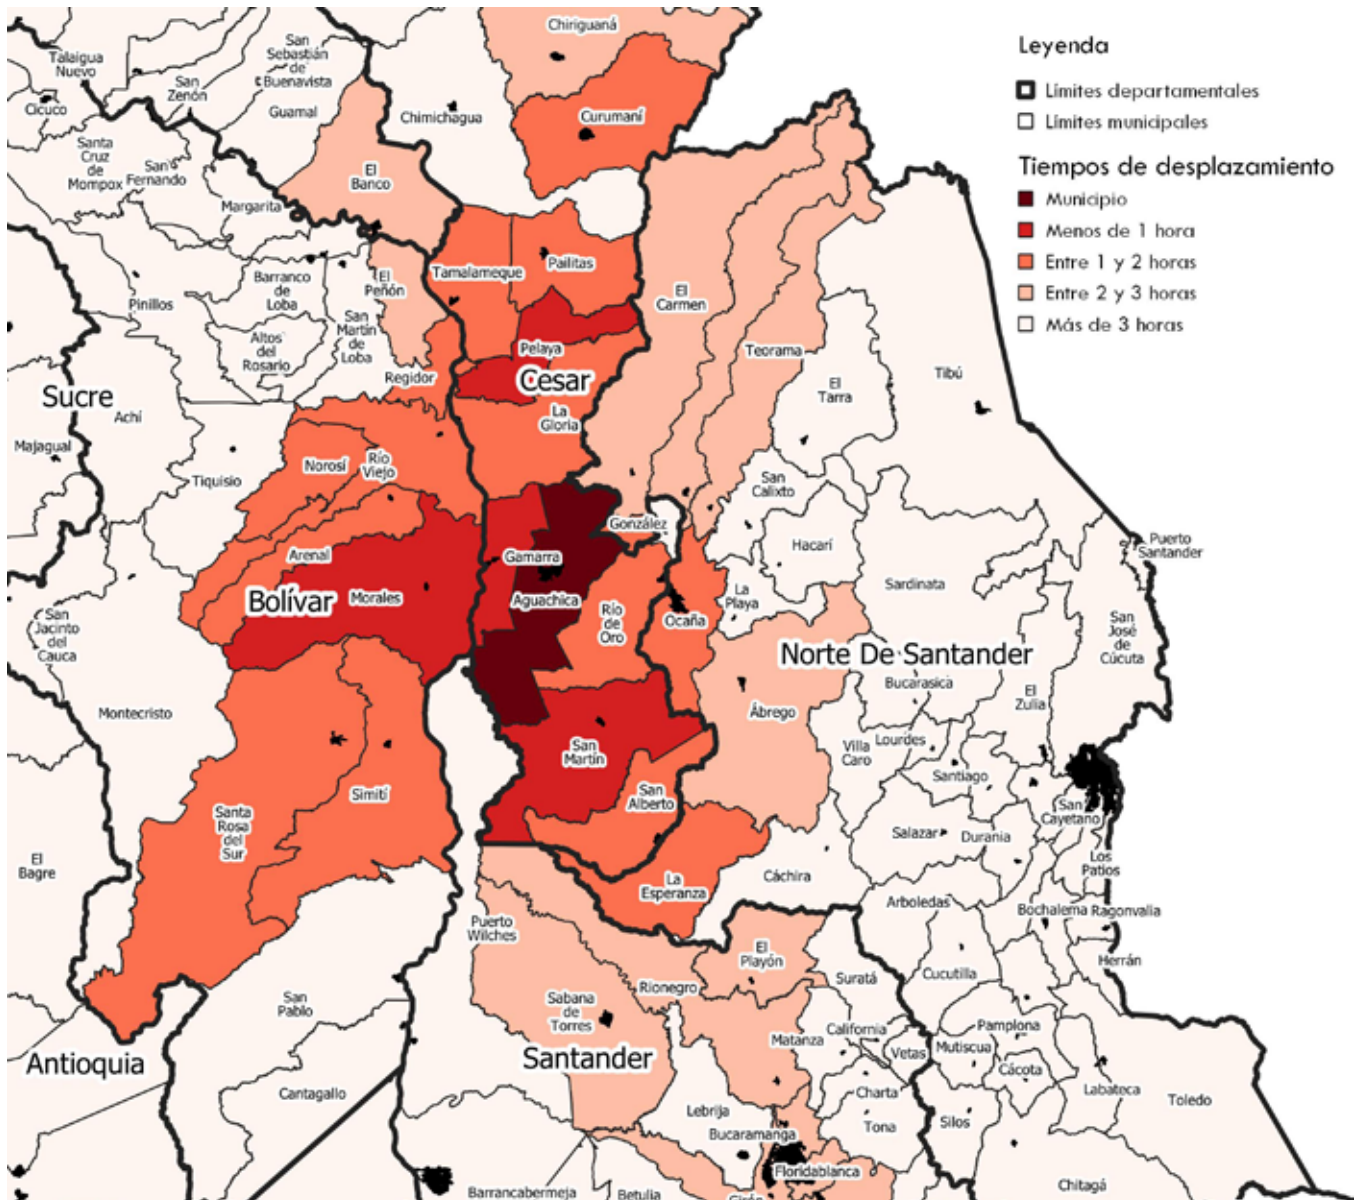 Chiriguaná
Leyenda
Límites departamentales
Límites municipales
Tiempos de desplazamiento
Municipio
Menos de 1 hora
Entre 1 y 2 horas
Entre 2 y 3 horas
Más de 3 horas
Talaigua
Nuevo
San
Sebastián
de
Buenavista
San
Zenón
Cicuco
Guamal
Chimichagua
Curumaní
Santa
Cruz
de
Mompox
San
Fernando
El
Banco
Margarita
Barranco
de
Loba
El
Peñón
Tamalameque
Pailitas
Pinillos
El
Carmen
San
Martín
de
Loba
Altos
del
Rosario
Pelaya
Teorama
Regidor
Cesar
El
Tarra
Tibú
Sucre
Achí
La
Gloria
Majagual
Norosí
Río
Viejo
Tiquisio
San
Calixto
González
Hacarí
Puerto
Santander
Arenal
Gamarra
Sardinata
Bolívar
Morales
Aguachica
Río
de
Oro
Ocaña
La
Playa
San
Jacinto
del
Cauca
San
José
de
Cúcuta
Norte De Santander
Bucarasica
El
Zulia
Montecristo
Ábrego
Villa
Caro
Lourdes
San
Martín
Santiago
Simití
San
Alberto
San
Cayetano
Santa
Rosa
del
Sur
Salazar
Durania
El
Bagre
Los
Patios
La
Esperanza
Cáchira
Arboledas
Bochalema
Ragonvalia
Puerto
Wilches
El
Playón
Herrán
Suratá
Cucutilla
Rionegro
San
Pablo
Sabana
de
Torres
Matanza
California
Pamplona
Mutiscua
Vetas
Antioquia
Santander
Cácota
Cantagallo
Charta
Labateca
Toledo
Lebrija
Bucaramanga
Tona
Silos
Floridablanca
Chitagá
Barrancabermeja
Betulia
Girón